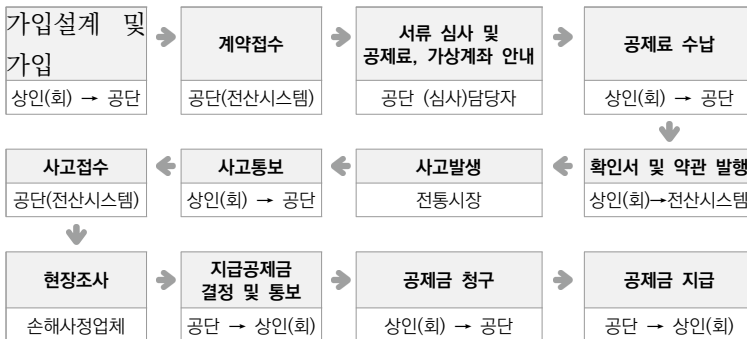 가입설계 및
가입
상인(회) → 공단
계약접수
공단(전산시스템)
서류 심사 및
공제료, 가상계좌 안내
공단 (심사)담당자
공제료 수납
상인(회) → 공단
확인서 및 약관 발행
상인(회)→전산시스템
사고발생
전통시장
사고통보
상인(회) → 공단
사고접수
공단(전산시스템)
현장조사
손해사정업체
지급공제금
결정 및 통보
공단 → 상인(회)
공제금 청구
상인(회) → 공단
공제금 지급
공단 → 상인(회)